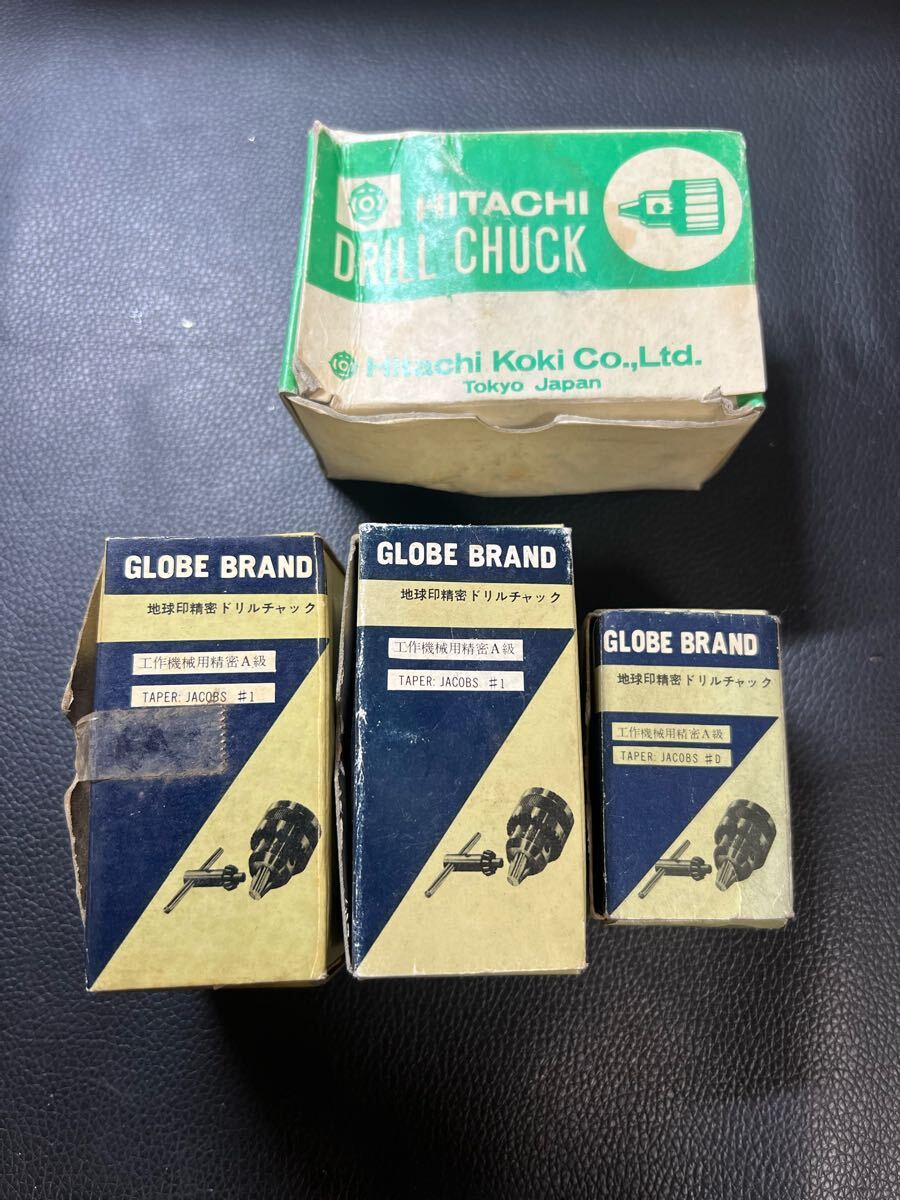 HITACHI
DRILL CHUCK
Hitachi Koki Co.,Ltd.
Tokyo Japan
GLOBE BRAND
地球印精密ドリルチャック
工作機械用精密A級
TAPER: JACOBS #1
GLOBE BRAND
地球印精密ドリルチャック
工作機械用精密A級
TAPER: JACOBS #1
GLOBE BRAND
地球印精密ドリルチャック
工作機械用精密A級
TAPER: JACOBS #D